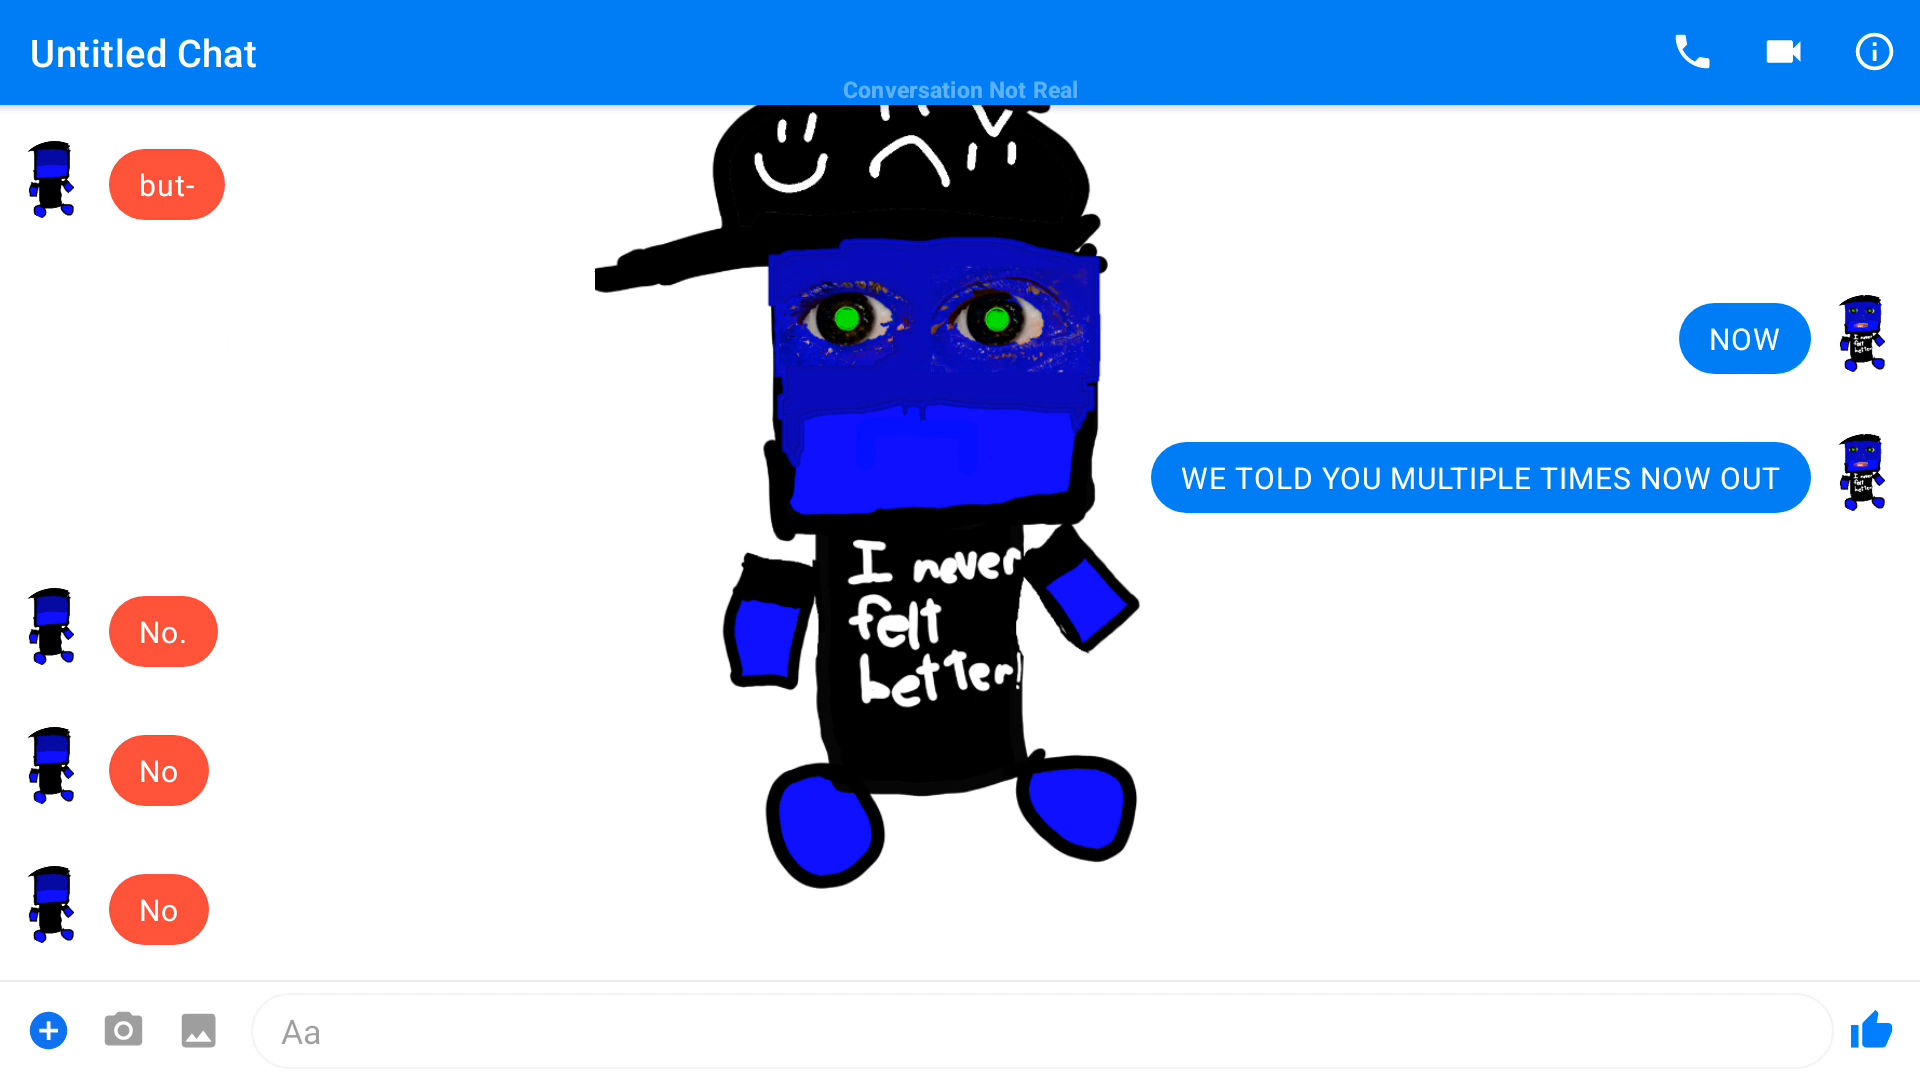 Untitled Chat
Conversation Not Real
but-
NOW
WE TOLD YOU MULTIPLE TIMES NOW OUT
I never
felt
better!
No.
No
No
Aa